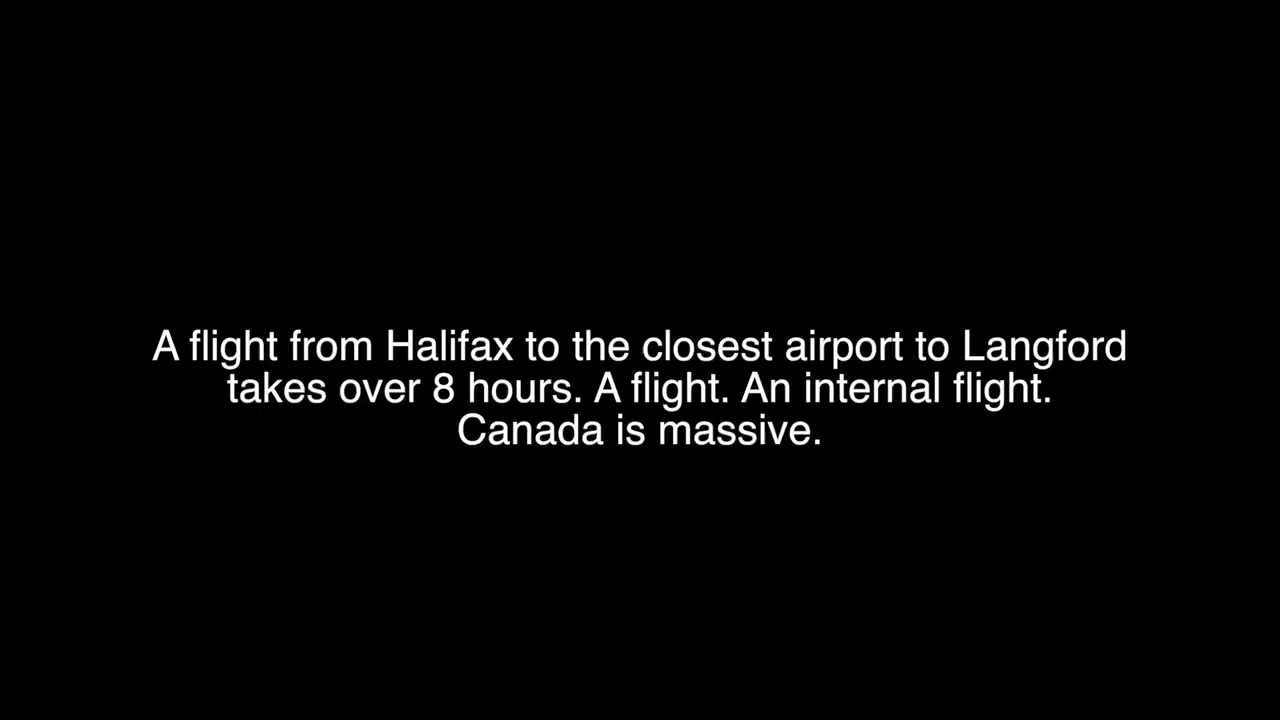 A flight from Halifax to the closest airport to Langford
takes over 8 hours. A flight. An internal flight.
Canada is massive.